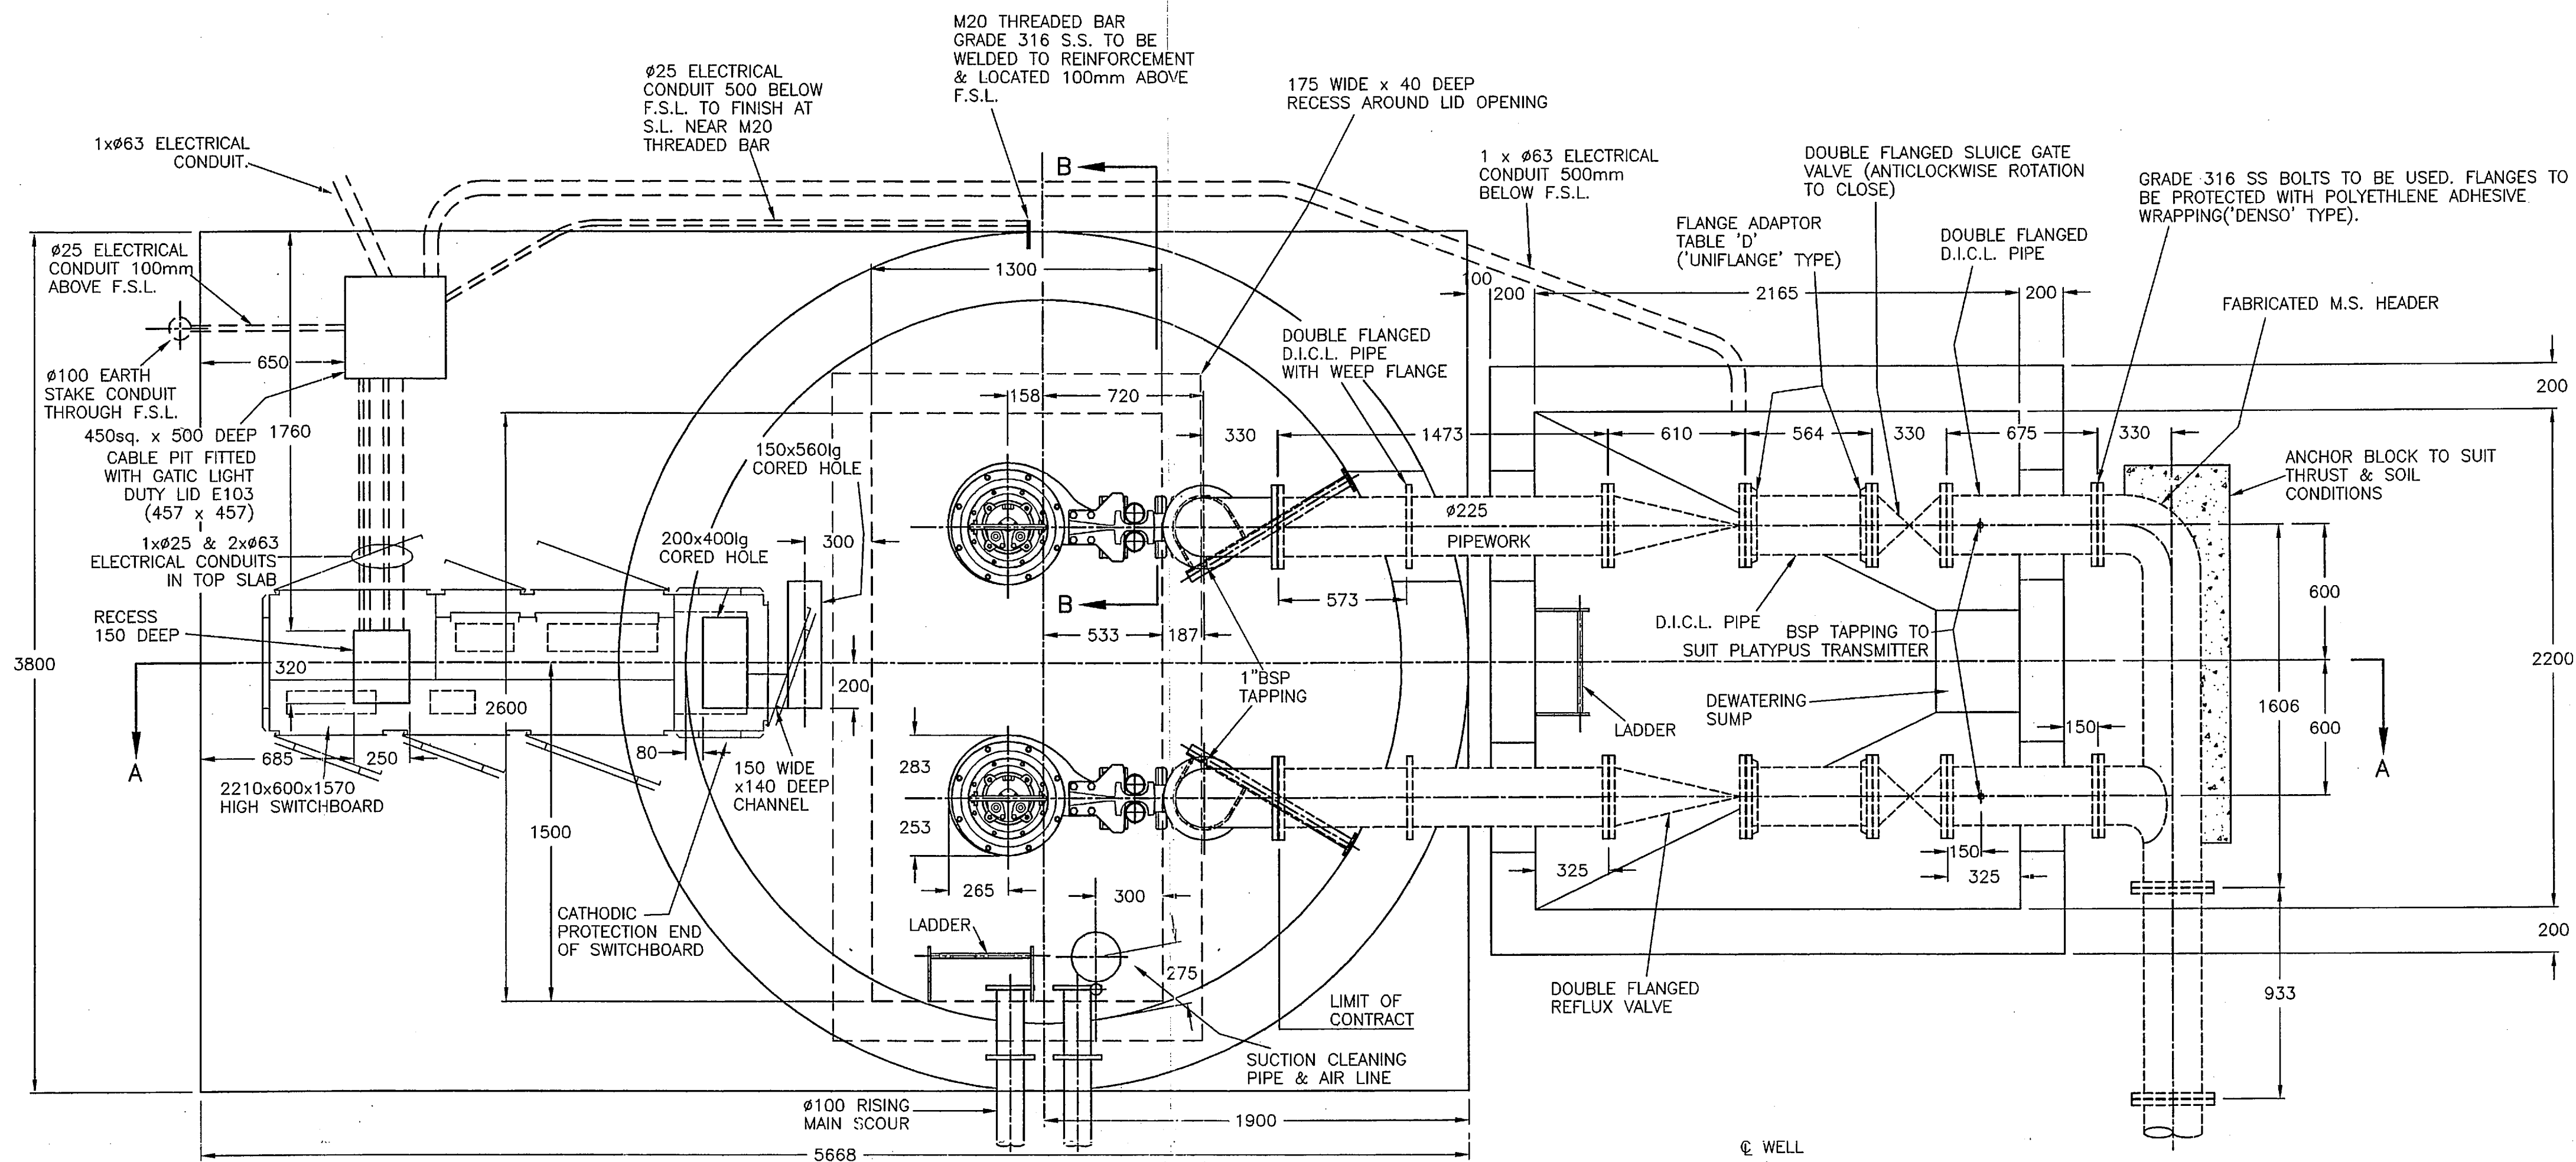 M20 THREADED BAR
GRADE 316 S.S. TO BE
WELDED TO REINFORCEMENT
& LOCATED 100mm ABOVE
F.S.L.
ø25 ELECTRICAL
CONDUIT 500 BELOW
F.S.L. TO FINISH AT
S.L. NEAR M20
THREADED BAR
175 WIDE x 40 DEEP
RECESS AROUND LID OPENING
1xø63 ELECTRICAL
CONDUIT.
B
1 x ø63 ELECTRICAL
CONDUIT 500mm
BELOW F.S.L.
DOUBLE FLANGED SLUICE GATE
VALVE (ANTICLOCKWISE ROTATION
TO CLOSE)
GRADE 316 SS BOLTS TO BE USED. FLANGES TO
BE PROTECTED WITH POLYETHLENE ADHESIVE
WRAPPING('DENSO' TYPE).
FLANGE ADAPTOR
TABLE 'D'
('UNIFLANGE' TYPE)
DOUBLE FLANGED
D.I.C.L. PIPE
ø25 ELECTRICAL
CONDUIT 100mm
ABOVE F.S.L.
1300
100
200
2165
200
FABRICATED M.S. HEADER
DOUBLE FLANGED
D.I.C.L. PIPE
WITH WEEP FLANGE
650
ø100 EARTH
STAKE CONDUIT
THROUGH F.S.L.
200
158
720
450sq. x 500 DEEP
CABLE PIT FITTED
WITH GATIC LIGHT
DUTY LID E103
(457 x 457)
1760
330
1473
610
564
330
675
330
150x560lg
CORED HOLE
ANCHOR BLOCK TO SUIT
THRUST & SOIL
CONDITIONS
ø225
PIPEWORK
1xø25 & 2xø63
ELECTRICAL CONDUITS
IN TOP SLAB
200x400lg
CORED HOLE
300
B
573
600
RECESS
150 DEEP
533
187
D.I.C.L. PIPE
BSP TAPPING TO
SUIT PLATYPUS TRANSMITTER
3800
320
2200
1"BSP
TAPPING
200
2600
DEWATERING
SUMP
LADDER
1606
600
150
A
685
250
80
283
A
2210x600x1570
HIGH SWITCHBOARD
150 WIDE
x140 DEEP
CHANNEL
1500
253
150
325
325
265
300
CATHODIC
PROTECTION END
OF SWITCHBOARD
LADDER
275
200
DOUBLE FLANGED
REFLUX VALVE
LIMIT OF
CONTRACT
933
SUCTION CLEANING
PIPE & AIR LINE
ø100 RISING
MAIN SCOUR
1900
5668
℄ WELL